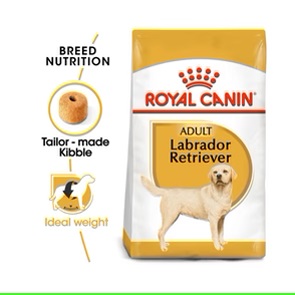 BREED
NUTRITION
Tailor - made
Kibble
Ideal weight
ROYAL CANIN
ADULT
Labrador
Retriever